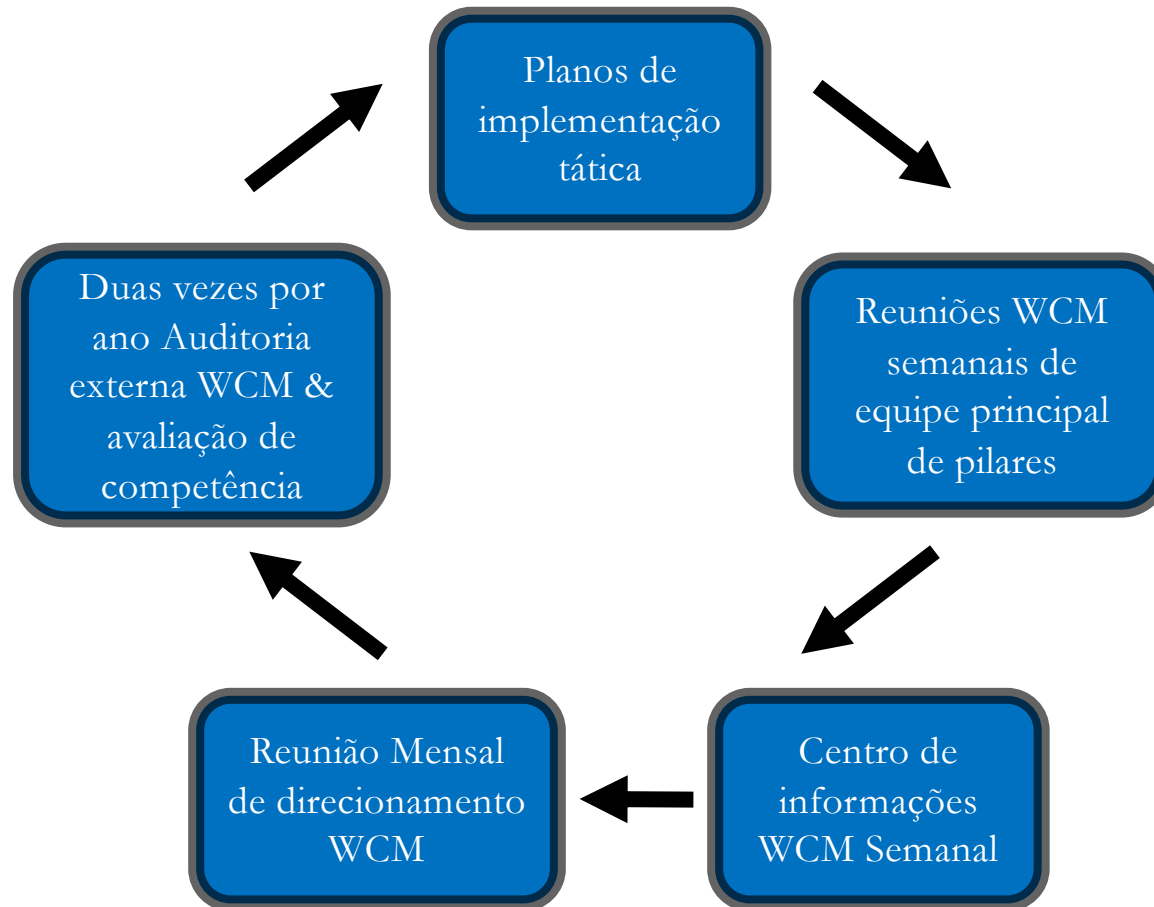 Planos de
implementação
tática
Reuniões WCM
semanais de
equipe principal
de pilares
Centro de
informações
WCM Semanal
Reunião Mensal
de direcionamento
WCM
Duas vezes por
ano Auditoria
externa WCM &
avaliação de
competência